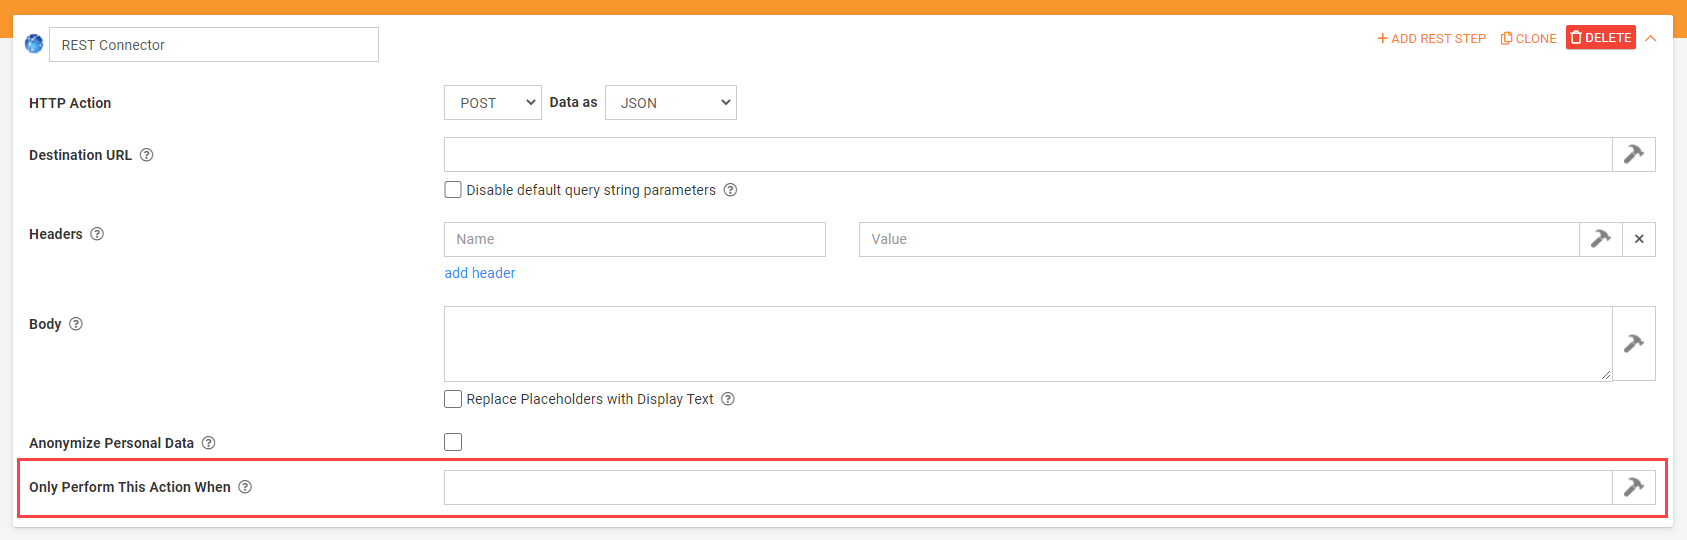 REST Connector
ADD REST STEP CLONE DELETE
HTTP Action POST Data as JSON
Destination URL
Disable default query string parameters
Headers Name Value
add header
Body
Replace Placeholders with Display Text
Anonymize Personal Data
Only Perform This Action When